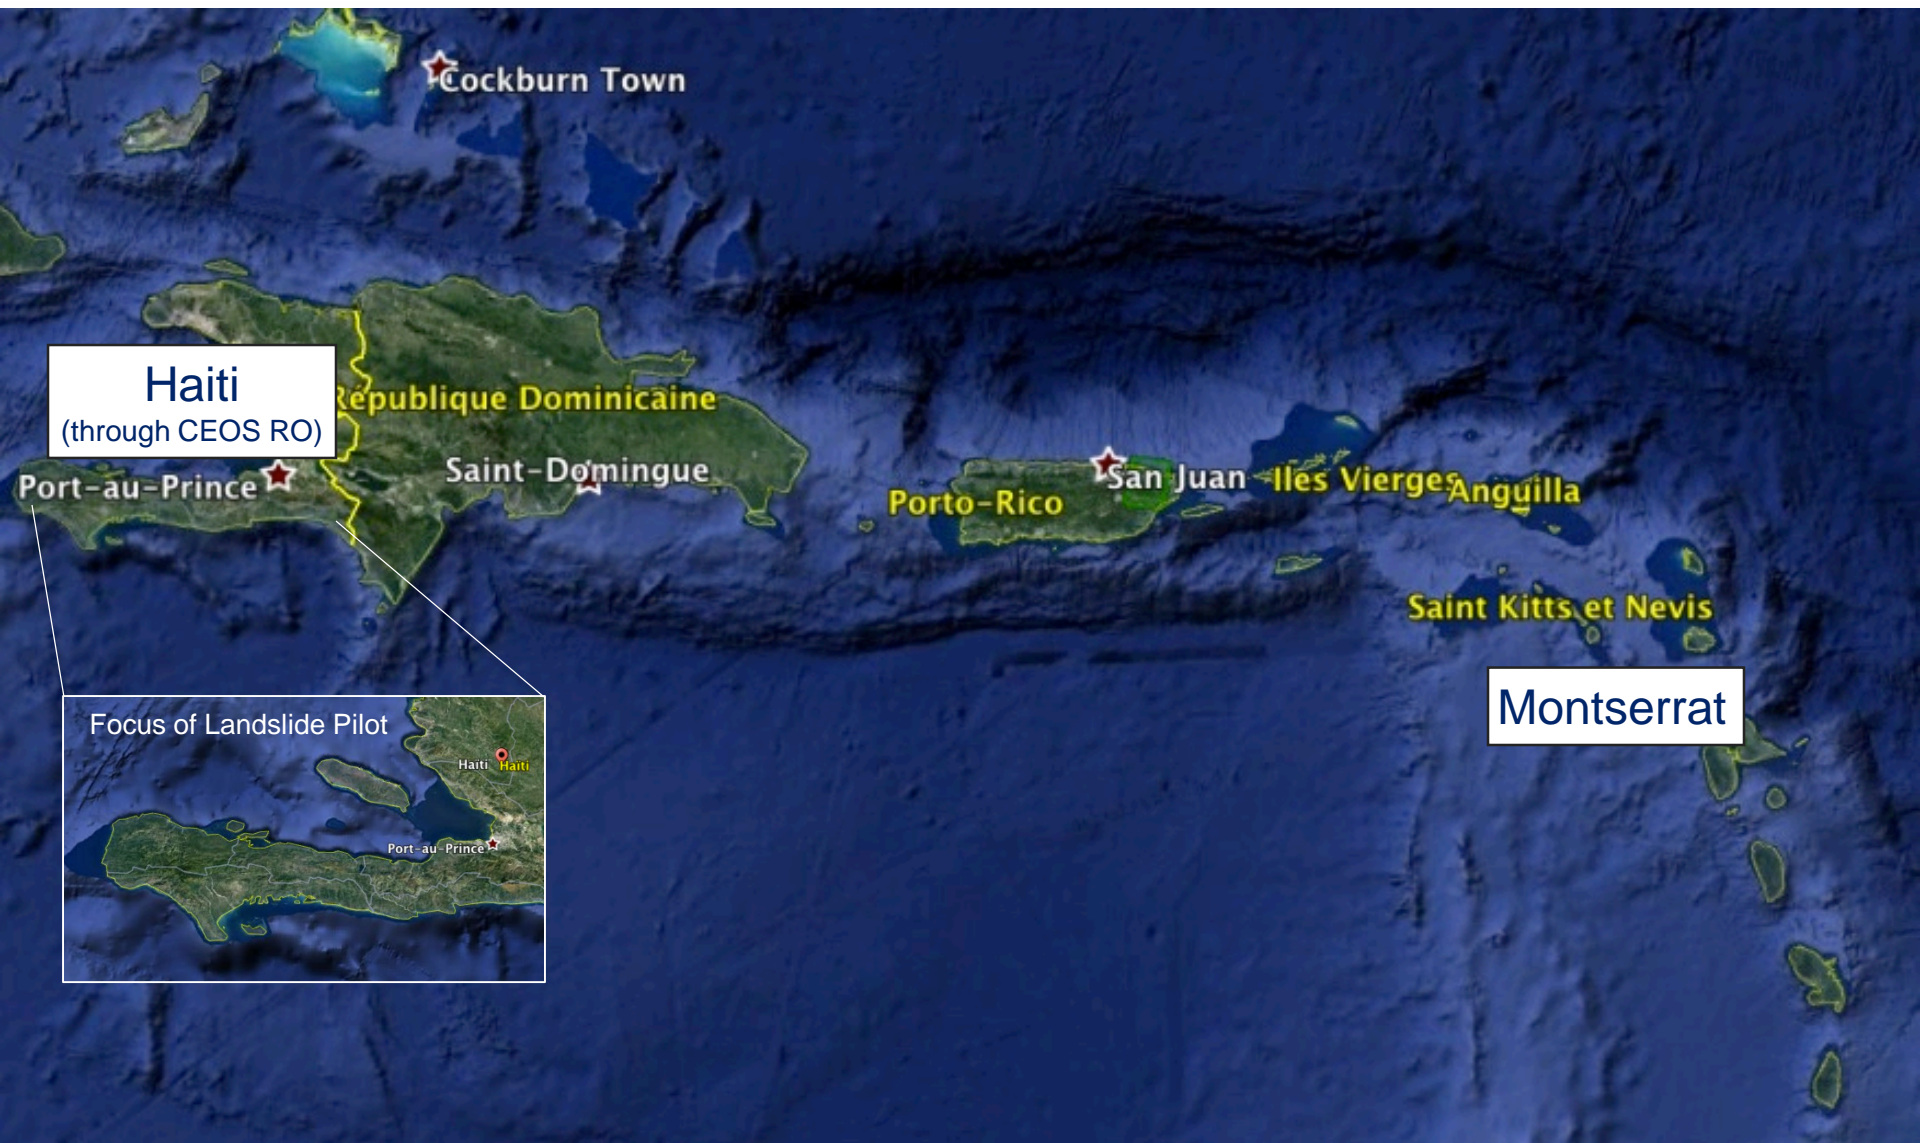 Cockburn Town
Haiti
(through CEOS RO)
République Dominicaine
Port-au-Prince
Saint-Domingue
Porto-Rico
San Juan
Iles Vierges
Anguilla
Saint Kitts et Nevis
Montserrat
Focus of Landslide Pilot
Haiti Haïti
Port-au-Prince